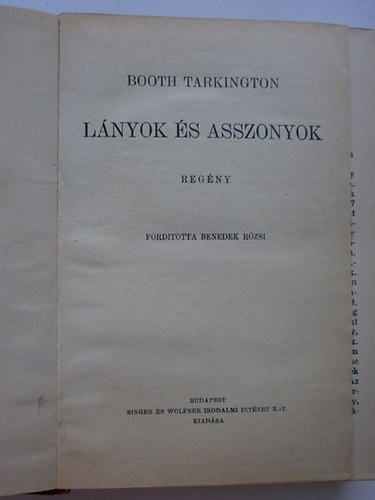 BOOTH TARKINGTON
LÁNYOK ÉS ASSZONYOK
REGÉNY
FORDITOTTA BENEDEK RÓZSI
BUDAPEST
SINGER ÉS WOLFNER IRODALMI INTÉZET R.-T.
KIADÁSA